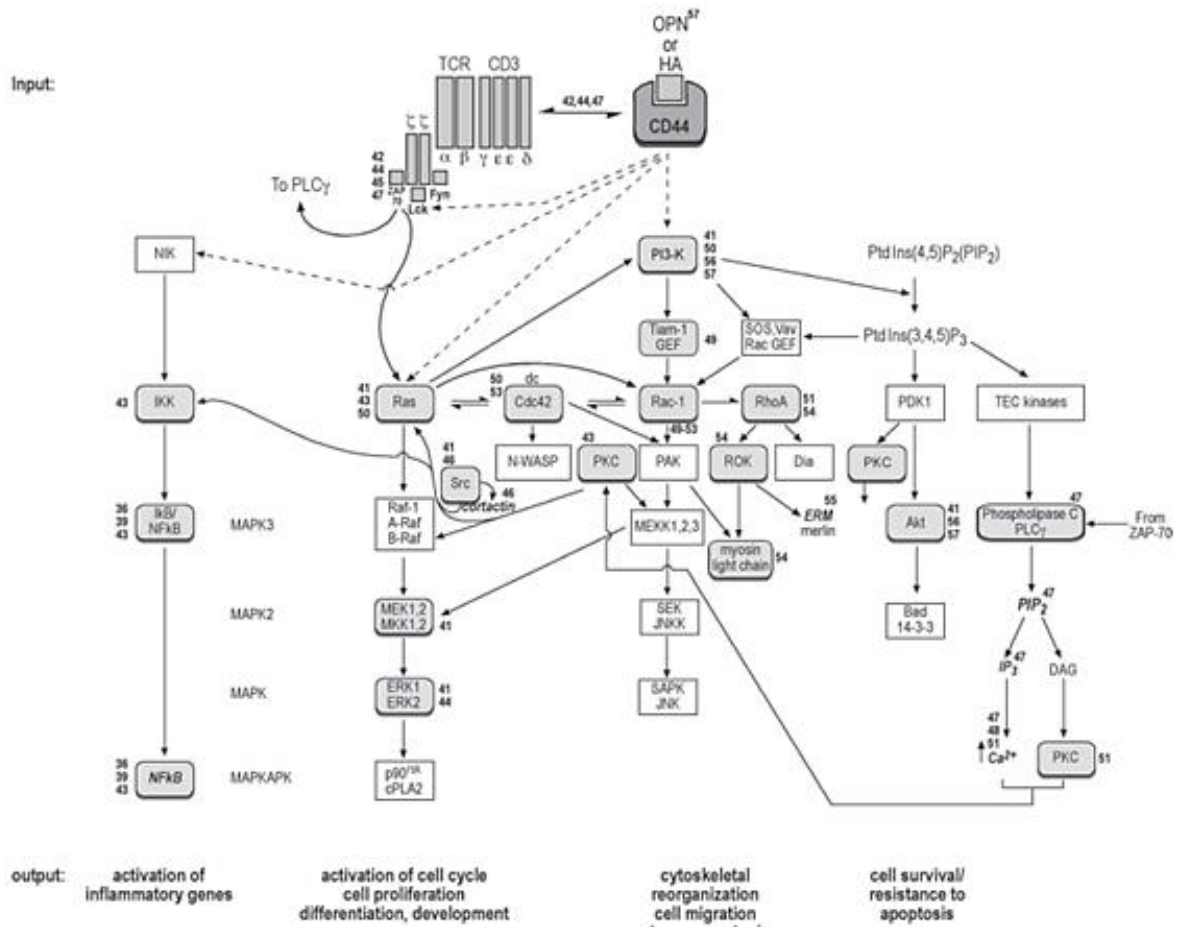 OPN57
or
HA
Input:
TCR CD3
42,44,47
CD44
ζ ζ
α β γ ε ε δ
42
44
45
47
ZAP
70
Fyn
Lck
To PLCγ
NIK
PI3-K
41
50
56
57
Ptd Ins(4,5)P2(PIP2)
Tiam-1
GEF
49
SOS,Vav
Rac GEF
Ptd Ins(3,4,5)P3
43
IKK
41
43
50
Ras
50
53
dc
Cdc42
Rac-1
RhoA
51
54
PDK1
TEC kinases
49-53
N-WASP
43
PKC
PAK
54
ROK
Dia
PKC
41
46
Src
46
cortactin
36
39
43
IkB/
NFkB
MAPK3
Raf-1
A-Raf
B-Raf
MEKK1,2,3
55
ERM
merlin
myosin
light chain
54
Akt
41
56
57
47
Phospholipase C
PLCγ
From
ZAP-70
MAPK2
MEK1,2
MKK1,2
41
SEK
JNKK
Bad
14-3-3
PIP2 47
IP3 47
DAG
MAPK
ERK1
ERK2
41
44
SAPK
JNK
47
48
51
Ca2+
PKC
51
36
39
43
NFkB
MAPKAPK
p90rsk
cPLA2
output:
activation of
inflammatory genes
activation of cell cycle
cell proliferation
differentiation, development
cytoskeletal
reorganization
cell migration
cell survival/
resistance to
apoptosis